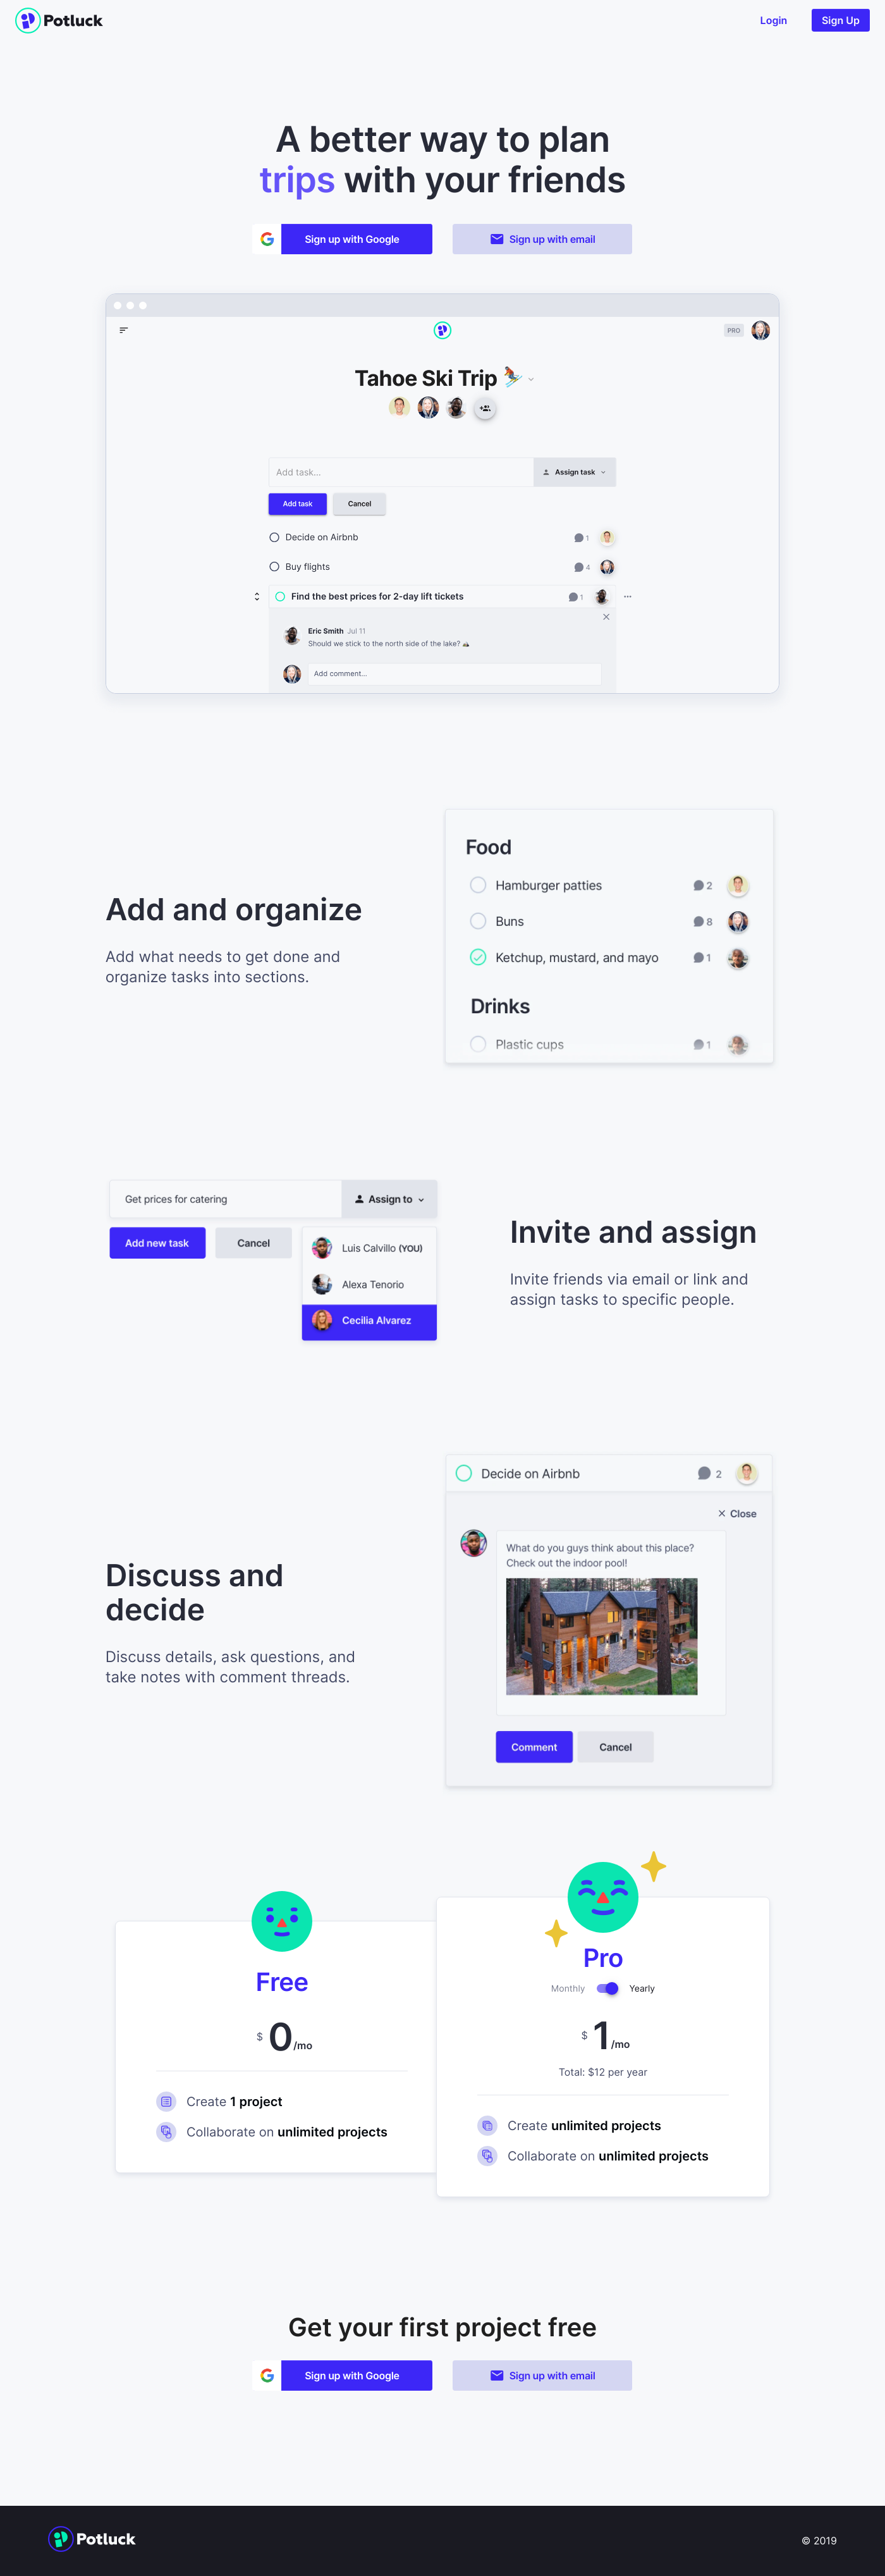 Potluck
Login
Sign Up
A better way to plan
trips with your friends
Sign up with Google
Sign up with email
PRO
Tahoe Ski Trip
Add task...
Assign task
Add task
Cancel
Decide on Airbnb
1
Buy flights
4
Find the best prices for 2-day lift tickets
1
Eric Smith Jul 11
Should we stick to the north side of the lake?
Add comment...
Add and organize
Add what needs to get done and
organize tasks into sections.
Food
Hamburger patties
2
Buns
8
Ketchup, mustard, and mayo
1
Drinks
Plastic cups
1
Get prices for catering
Assign to
Add new task
Cancel
Luis Calvillo (YOU)
Alexa Tenorio
Cecilia Alvarez
Invite and assign
Invite friends via email or link and
assign tasks to specific people.
Discuss and
decide
Discuss details, ask questions, and
take notes with comment threads.
Decide on Airbnb
2
Close
What do you guys think about this place?
Check out the indoor pool!
Comment
Cancel
Free
$ 0/mo
Create 1 project
Collaborate on unlimited projects
Pro
Monthly
Yearly
$ 1/mo
Total: $12 per year
Create unlimited projects
Collaborate on unlimited projects
Get your first project free
Sign up with Google
Sign up with email
Potluck
© 2019